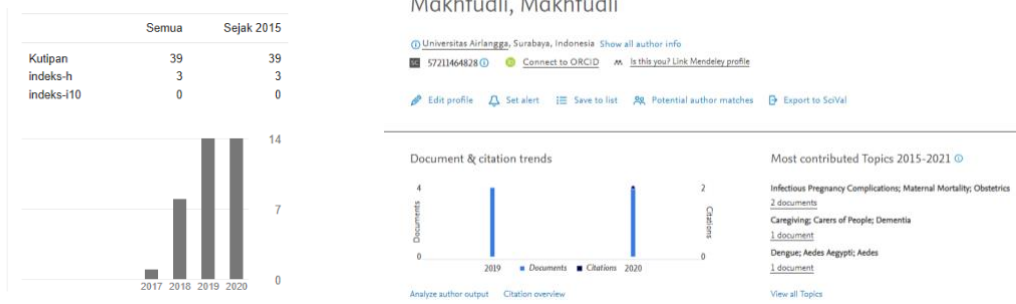 Semua Sejak 2015
Kutipan 39 39
indeks-h 3 3
indeks-i10 0 0
14
7
0
2017 2018 2019 2020
Makhfudli, Makhfudli
Universitas Airlangga, Surabaya, Indonesia Show all author info
SC 57211464828 Connect to ORCID Is this you? Link Mendeley profile
Edit profile Set alert Save to list Potential author matches Export to SciVal
Document & citation trends
4 2
Documents Citations
0 0
2019 Documents Citations 2020
Analyze author output Citation overview
Most contributed Topics 2015-2021
Infectious Pregnancy Complications; Maternal Mortality; Obstetrics
2 documents
Caregiving; Carers of People; Dementia
1 document
Dengue; Aedes Aegypti; Aedes
1 document
View all Topics